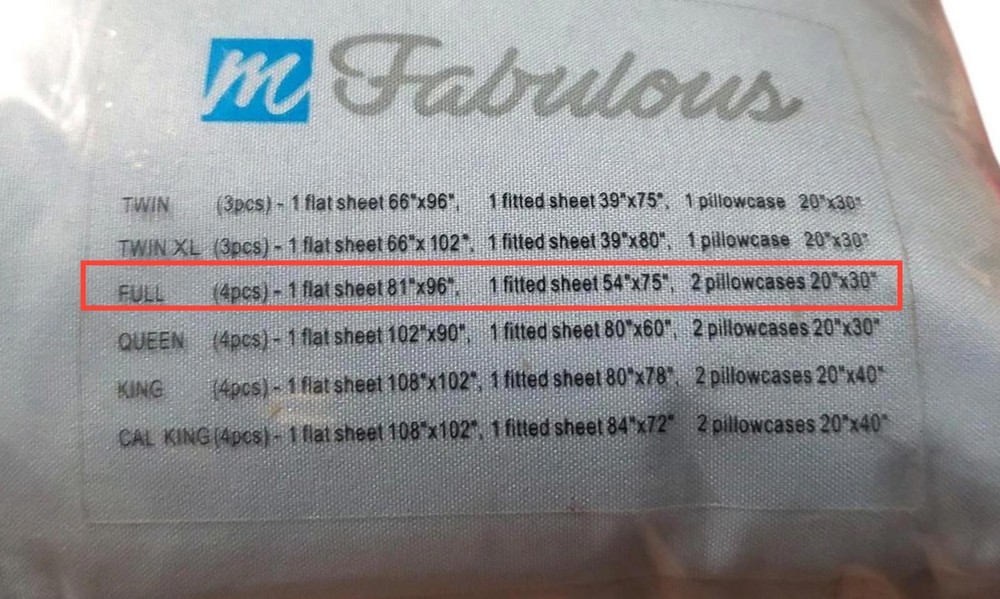 m Fabulous
TWIN (3pcs) - 1 flat sheet 66"x96", 1 fitted sheet 39"x75", 1 pillowcase 20"x30"
TWIN XL (3pcs) - 1 flat sheet 66"x 102", 1 fitted sheet 39"x80", 1 pillowcase 20"x30"
FULL (4pcs) - 1 flat sheet 81"x96", 1 fitted sheet 54"x75", 2 pillowcases 20"x30"
QUEEN (4pcs) - 1 flat sheet 102"x90", 1 fitted sheet 80"x60", 2 pillowcases 20"x30"
KING (4pcs) - 1 flat sheet 108"x102", 1 fitted sheet 80"x78", 2 pillowcases 20"x40"
CAL KING (4pcs) - 1 flat sheet 108"x102", 1 fitted sheet 84"x72" 2 pillowcases 20"x40"